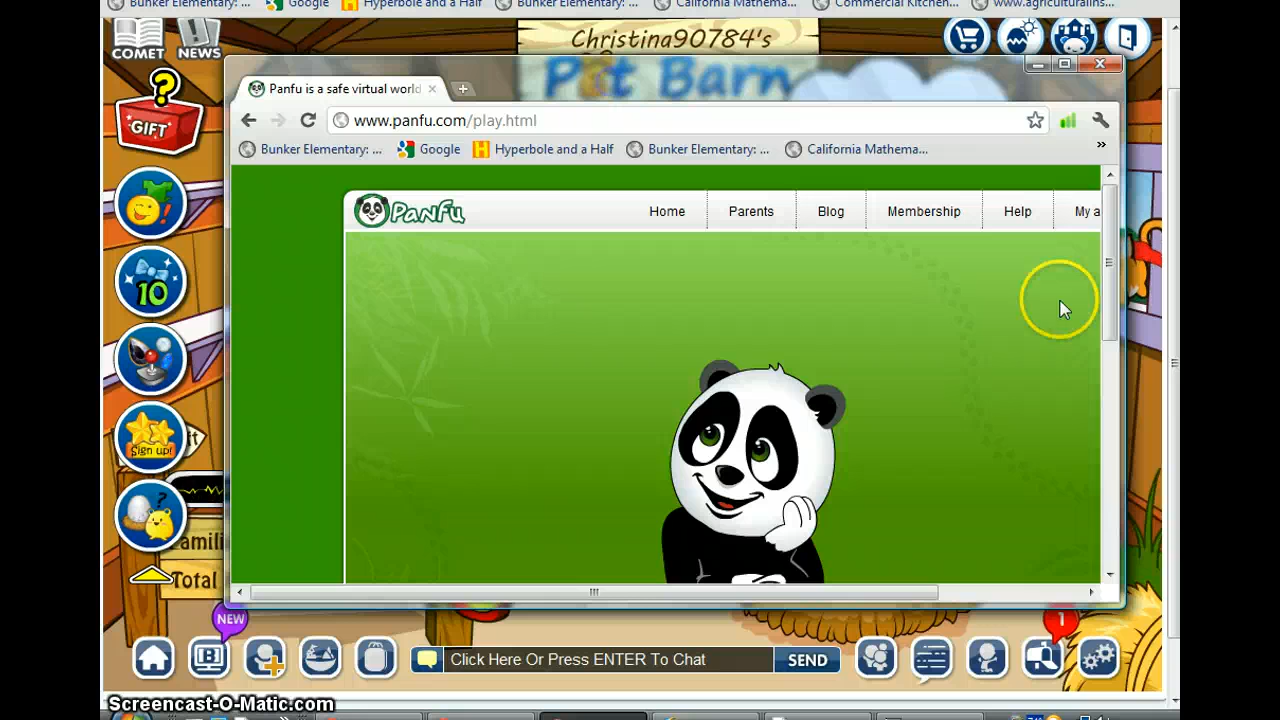 Bunker Elementary: ... Google Hyperbole and a Half Bunker Elementary: ... California Mathema... Commercial Kitchen... www.agriculturalins...
COMET NEWS
Christina90784's
Pet Barn
Panfu is a safe virtual world
GIFT
www.panfu.com/play.html
Bunker Elementary: ... Google Hyperbole and a Half Bunker Elementary: ... California Mathema... »
PANFU Home Parents Blog Membership Help My a
10
Sign up!
Famili
Total
NEW
1
Click Here Or Press ENTER To Chat SEND
Screencast-O-Matic.com